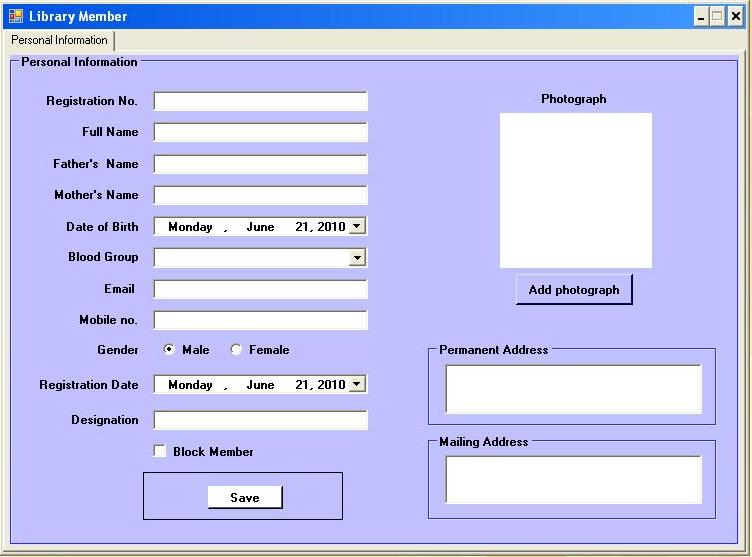 Library Member
Personal Information
Personal Information
Registration No.
Full Name
Father's Name
Mother's Name
Date of Birth Monday , June 21, 2010
Blood Group
Email
Mobile no.
Gender Male Female
Registration Date Monday , June 21, 2010
Designation
Block Member
Save
Photograph
Add photograph
Permanent Address
Mailing Address